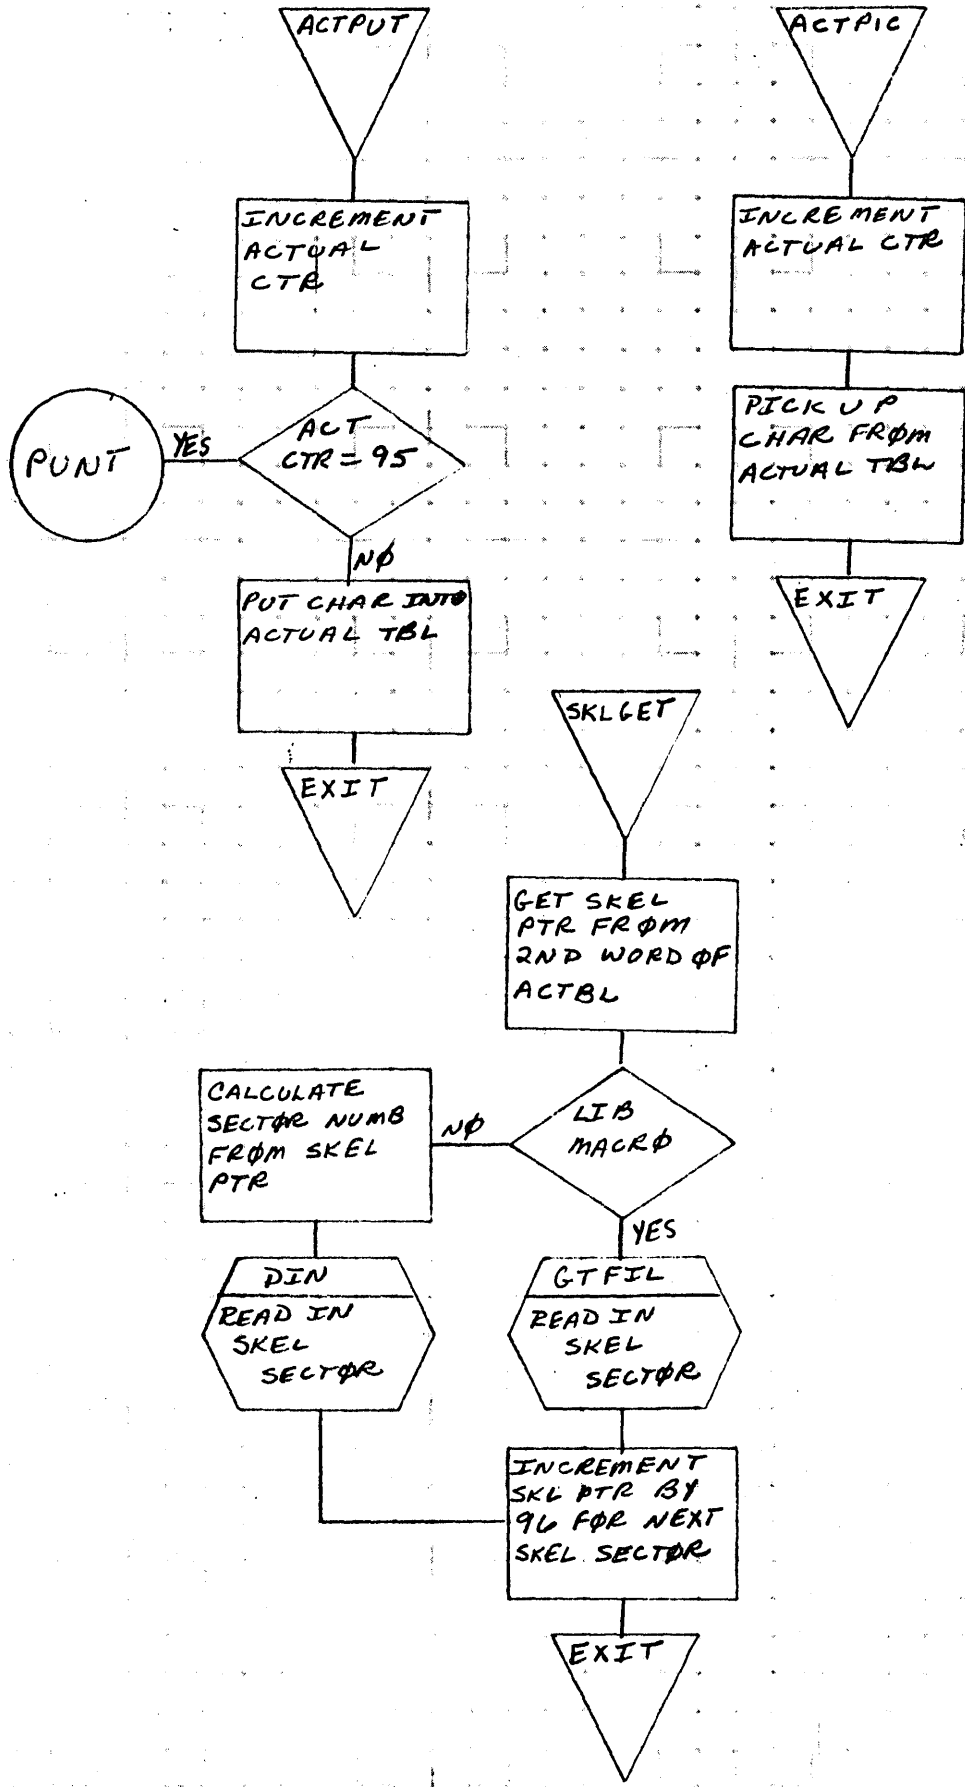 ACTPUT
INCREMENT
ACTUAL
CTR
ACT
CTR = 95
YES
PUNT
NØ
PUT CHAR INTØ
ACTUAL TBL
EXIT
ACTPIC
INCREMENT
ACTUAL CTR
PICK UP
CHAR FRØM
ACTUAL TBL
EXIT
SKLGET
GET SKEL
PTR FRØM
2ND WORD ØF
ACTBL
LIB
MACRØ
NØ
CALCULATE
SECTØR NUMB
FRØM SKEL
PTR
DIN
READ IN
SKEL
SECTØR
YES
GTFIL
READ IN
SKEL
SECTØR
INCREMENT
SKL PTR BY
96 FØR NEXT
SKEL SECTØR
EXIT